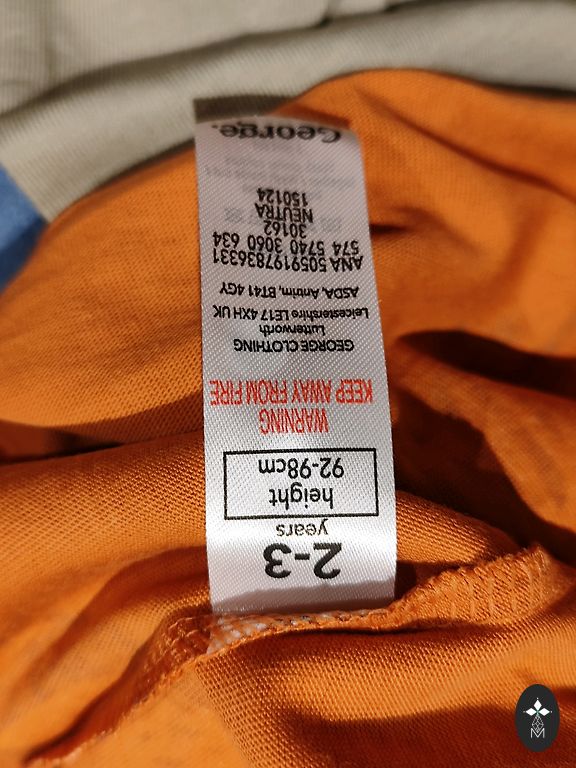 2-3
years
height
92-98cm
WARNING
KEEP AWAY FROM FIRE
GEORGE CLOTHING
Lutterworth
Leicestershire LE17 4XH UK
ASDA, Antrim, BT41 4GY
ANA 5059197836331
574 5740 3060 634
30162
NEUTRA
150124
George.
M